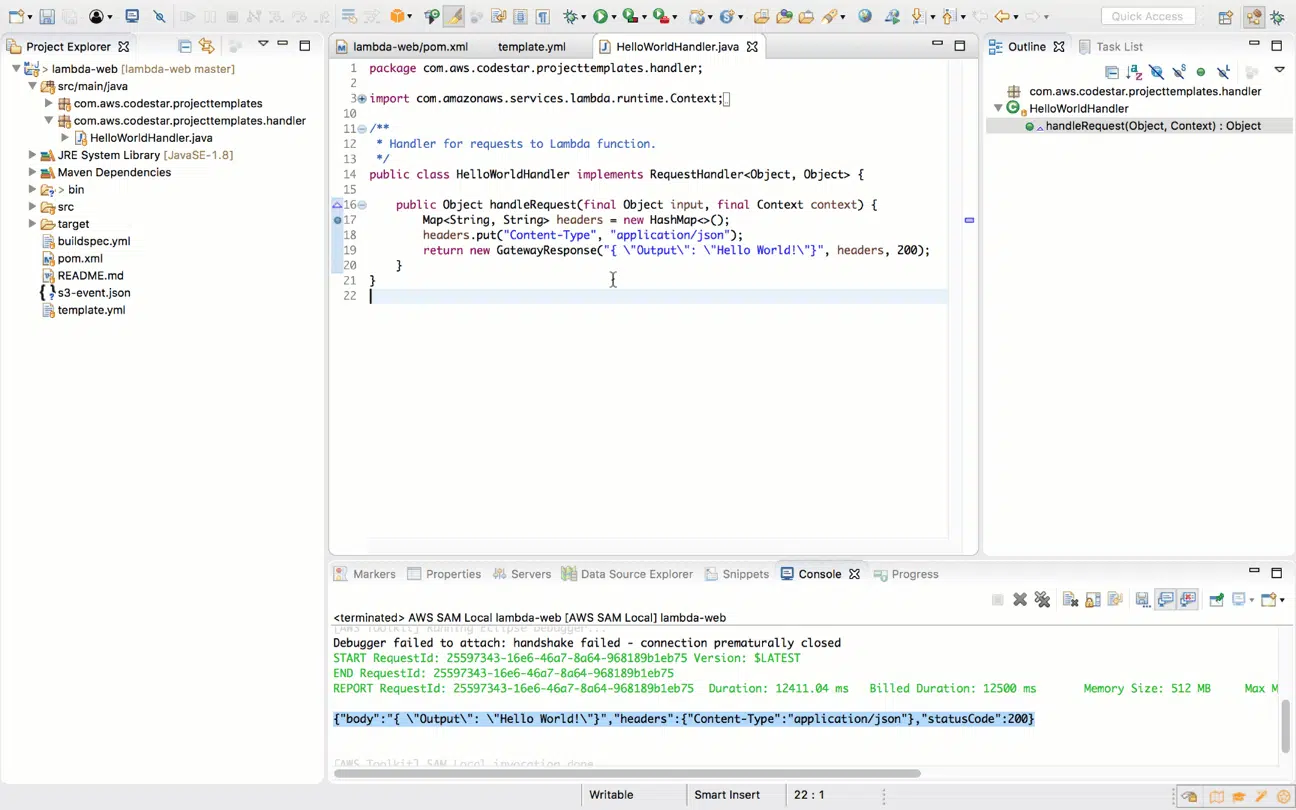 Quick Access
Project Explorer
> lambda-web [lambda-web master]
src/main/java
com.aws.codestar.projecttemplates
com.aws.codestar.projecttemplates.handler
HelloWorldHandler.java
JRE System Library [JavaSE-1.8]
Maven Dependencies
> bin
src
target
buildspec.yml
pom.xml
README.md
s3-event.json
template.yml
lambda-web/pom.xml
template.yml
HelloWorldHandler.java
1 package com.aws.codestar.projecttemplates.handler;
2
3 import com.amazonaws.services.lambda.runtime.Context;
10
11 /**
12 * Handler for requests to Lambda function.
13 */
14 public class HelloWorldHandler implements RequestHandler<Object, Object> {
15
16 public Object handleRequest(final Object input, final Context context) {
17 Map<String, String> headers = new HashMap<>();
18 headers.put("Content-Type", "application/json");
19 return new GatewayResponse("{ \"Output\": \"Hello World!\"}", headers, 200);
20 }
21 }
22
Outline
Task List
com.aws.codestar.projecttemplates.handler
HelloWorldHandler
handleRequest(Object, Context) : Object
Markers
Properties
Servers
Data Source Explorer
Snippets
Console
Progress
<terminated> AWS SAM Local lambda-web [AWS SAM Local] lambda-web
[AWS Toolkit] Running Eclipse Debugger...
Debugger failed to attach: handshake failed - connection prematurally closed
START RequestId: 25597343-16e6-46a7-8a64-968189b1eb75 Version: $LATEST
END RequestId: 25597343-16e6-46a7-8a64-968189b1eb75
REPORT RequestId: 25597343-16e6-46a7-8a64-968189b1eb75 Duration: 12411.04 ms Billed Duration: 12500 ms Memory Size: 512 MB Max M
{"body":"{ \"Output\": \"Hello World!\"}","headers":{"Content-Type":"application/json"},"statusCode":200}
[AWS Toolkit] SAM Local invocation done
Writable
Smart Insert
22 : 1